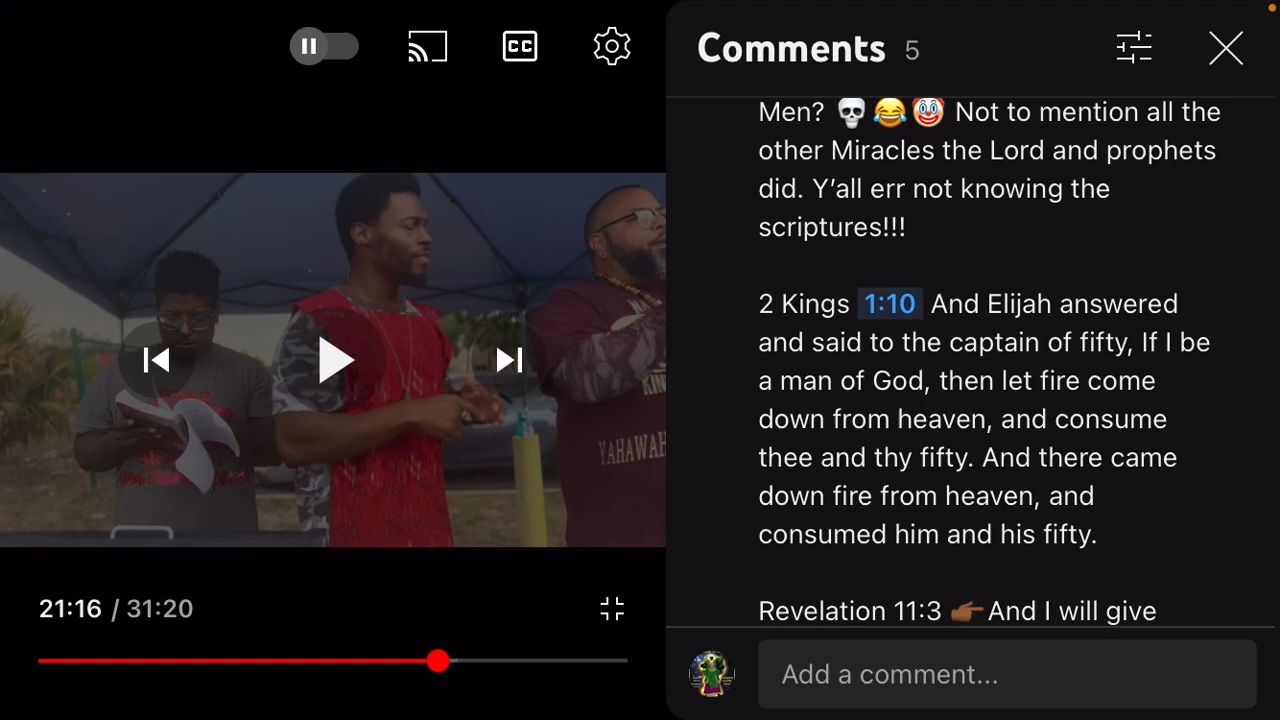 Comments 5
Men? 💀😂🤡 Not to mention all the
other Miracles the Lord and prophets
did. Y’all err not knowing the
scriptures!!!
2 Kings 1:10 And Elijah answered
and said to the captain of fifty, If I be
a man of God, then let fire come
down from heaven, and consume
thee and thy fifty. And there came
down fire from heaven, and
consumed him and his fifty.
Revelation 11:3 👉🏾And I will give
Add a comment...
CC
YAHAWAH
21:16 / 31:20